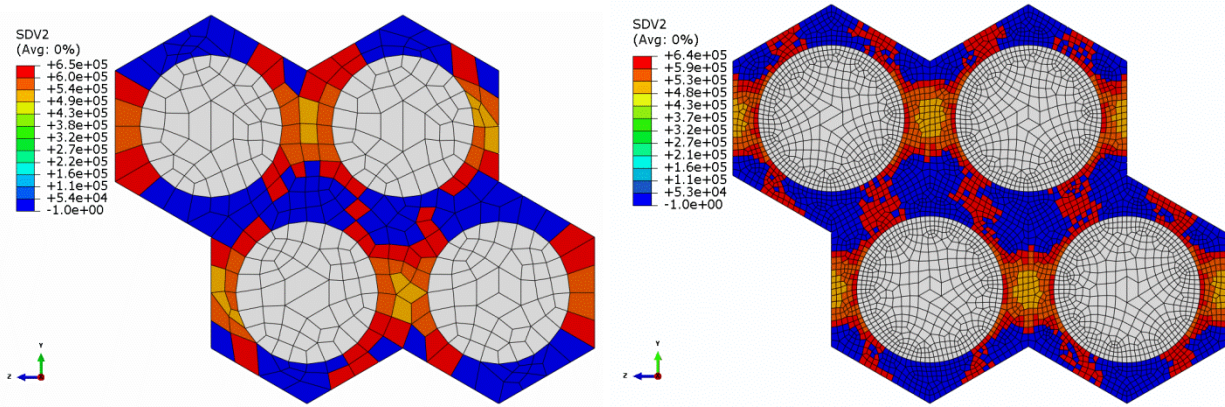 SDV2
(Avg: 0%)
+6.5e+05
+6.0e+05
+5.4e+05
+4.9e+05
+4.3e+05
+3.8e+05
+3.2e+05
+2.7e+05
+2.2e+05
+1.6e+05
+1.1e+05
+5.4e+04
-1.0e+00
Y
Z
SDV2
(Avg: 0%)
+6.4e+05
+5.9e+05
+5.3e+05
+4.8e+05
+4.3e+05
+3.7e+05
+3.2e+05
+2.7e+05
+2.1e+05
+1.6e+05
+1.1e+05
+5.3e+04
-1.0e+00
Y
Z